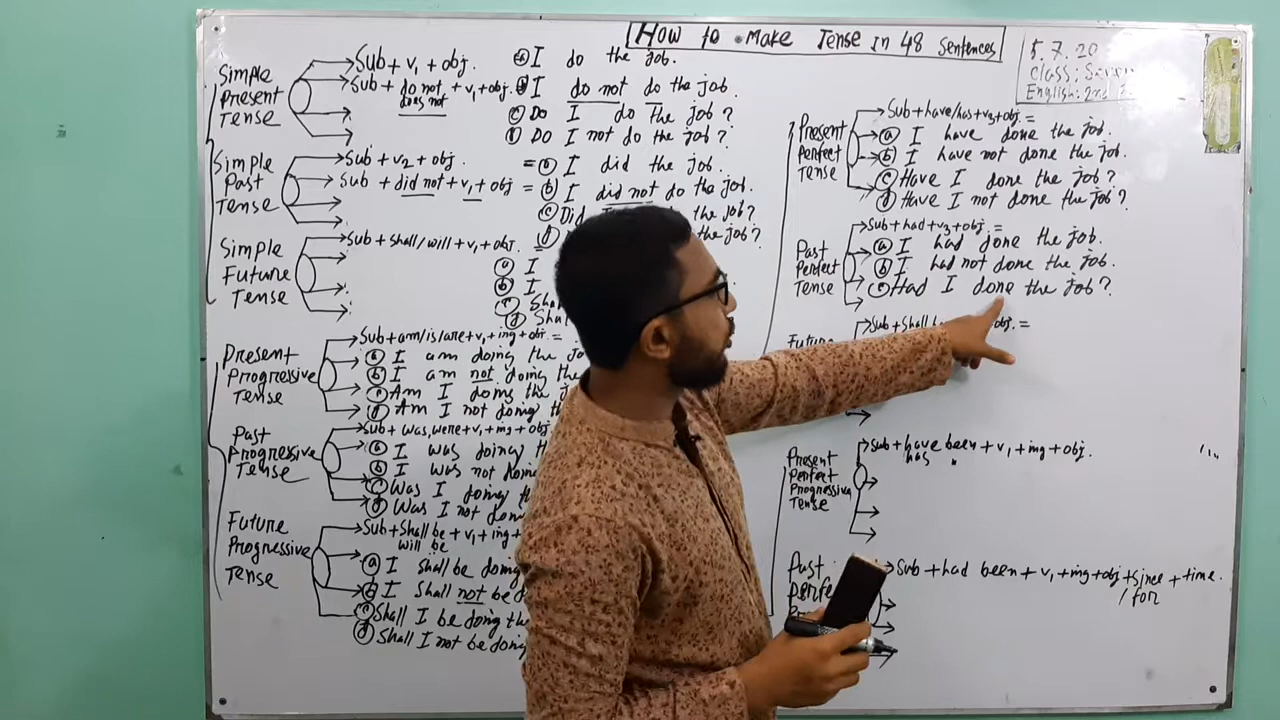 How to Make Tense in 48 Sentences
5.7.20
Class:
English: 2nd
Simple
Present
Tense
Sub + v1 + obj.
Sub + do not + v1 + obj.
does not
(a) I do the job.
I do not do the job.
(c) Do I do the job?
(d) Do I not do the job?
Simple
Past
Tense
Sub + v2 + obj.
Sub + did not + v1 + obj
= (a) I did the job.
= (b) I did not do the job.
(c) Did the job?
(d) the job?
Simple
Future
Tense
Sub + shall/will + v1 + obj.
(a) I
(b) I
(c) Sha
(d) Sha
Present
Progressive
Tense
Sub + am/is/are + v1 + ing + obj. =
(a) I am doing the jo
(b) I am not doing the
(c) Am I doing the j
(d) Am I not doing th
Past
Progressive
Tense
Sub + was, were + v1 + ing + obj
(a) I was doing th
(b) I was not doing
(c) Was I doing th
(d) Was I not doin
Future
Progressive
Tense
Sub + Shall be + v1 + ing +
will be
(a) I shall be doing
(b) I shall not be d
(c) Shall I be doing the
(d) Shall I not be doing
Present
Perfect
Tense
Sub + have/has + v3 + obj. =
(a) I have done the job.
(b) I have not done the job.
(c) Have I done the job?
(d) Have I not done the job?
Past
Perfect
Tense
Sub + had + v3 + obj. =
(a) I had done the job.
(b) I had not done the job.
(c) Had I done the job?
Future
Sub + Shall obj. =
Present
Perfect
Progressive
Tense
Sub + have been + v1 + ing + obj.
has "
Past
Perfe
Sub + had been + v1 + ing + obj + since + time.
/ for